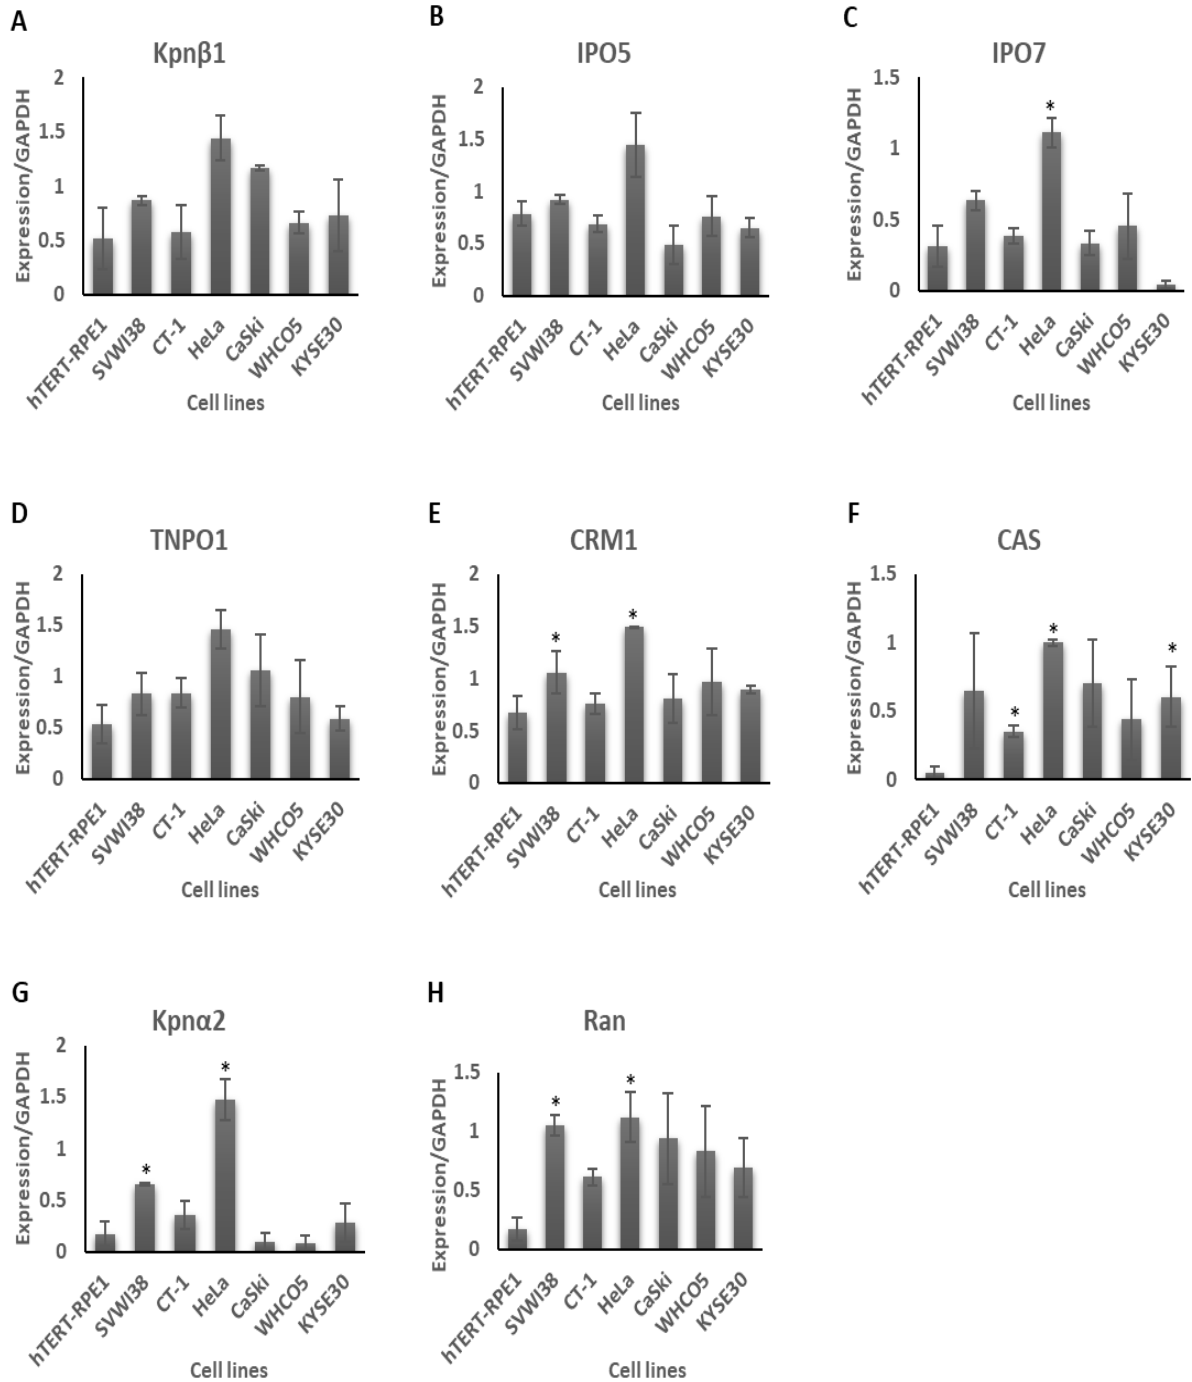 A
Kpnβ1
Expression/GAPDH
2
1.5
1
0.5
0
hTERT-RPE1
SVWI38
CT-1
HeLa
CaSki
WHCO5
KYSE30
Cell lines
B
IPO5
Expression/GAPDH
2
1.5
1
0.5
0
hTERT-RPE1
SVWI38
CT-1
HeLa
CaSki
WHCO5
KYSE30
Cell lines
C
IPO7
Expression/GAPDH
1.5
1
0.5
0
*
hTERT-RPE1
SVWI38
CT-1
HeLa
CaSki
WHCO5
KYSE30
Cell lines
D
TNPO1
Expression/GAPDH
2
1.5
1
0.5
0
hTERT-RPE1
SVWI38
CT-1
HeLa
CaSki
WHCO5
KYSE30
Cell lines
E
CRM1
Expression/GAPDH
2
1.5
1
0.5
0
*
*
hTERT-RPE1
SVWI38
CT-1
HeLa
CaSki
WHCO5
KYSE30
Cell lines
F
CAS
Expression/GAPDH
1.5
1
0.5
0
*
*
*
hTERT-RPE1
SVWI38
CT-1
HeLa
CaSki
WHCO5
KYSE30
Cell lines
G
Kpnα2
Expression/GAPDH
2
1.5
1
0.5
0
*
*
hTERT-RPE1
SVWI38
CT-1
HeLa
CaSki
WHCO5
KYSE30
Cell lines
H
Ran
Expression/GAPDH
1.5
1
0.5
0
*
*
hTERT-RPE1
SVWI38
CT-1
HeLa
CaSki
WHCO5
KYSE30
Cell lines